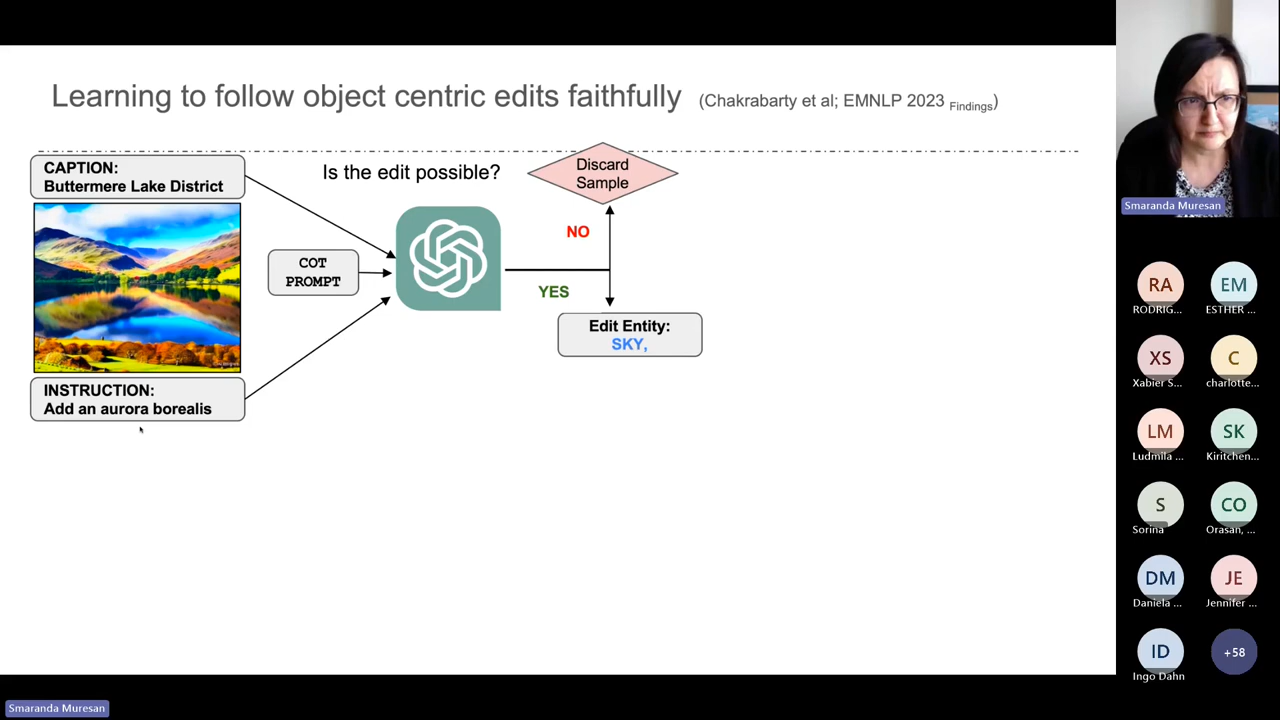 Learning to follow object centric edits faithfully (Chakrabarty et al; EMNLP 2023 Findings)
CAPTION:
Buttermere Lake District
Is the edit possible?
Discard
Sample
COT
PROMPT
NO
YES
Edit Entity:
SKY,
INSTRUCTION:
Add an aurora borealis
Smaranda Muresan
RA
RODRIG...
EM
ESTHER ...
XS
Xabier S...
C
charlotte...
LM
Ludmila ...
SK
Kiritchen...
S
Sorina
CO
Orasan, ...
DM
Daniela ...
JE
Jennifer ...
ID
Ingo Dahn
+58
Smaranda Muresan